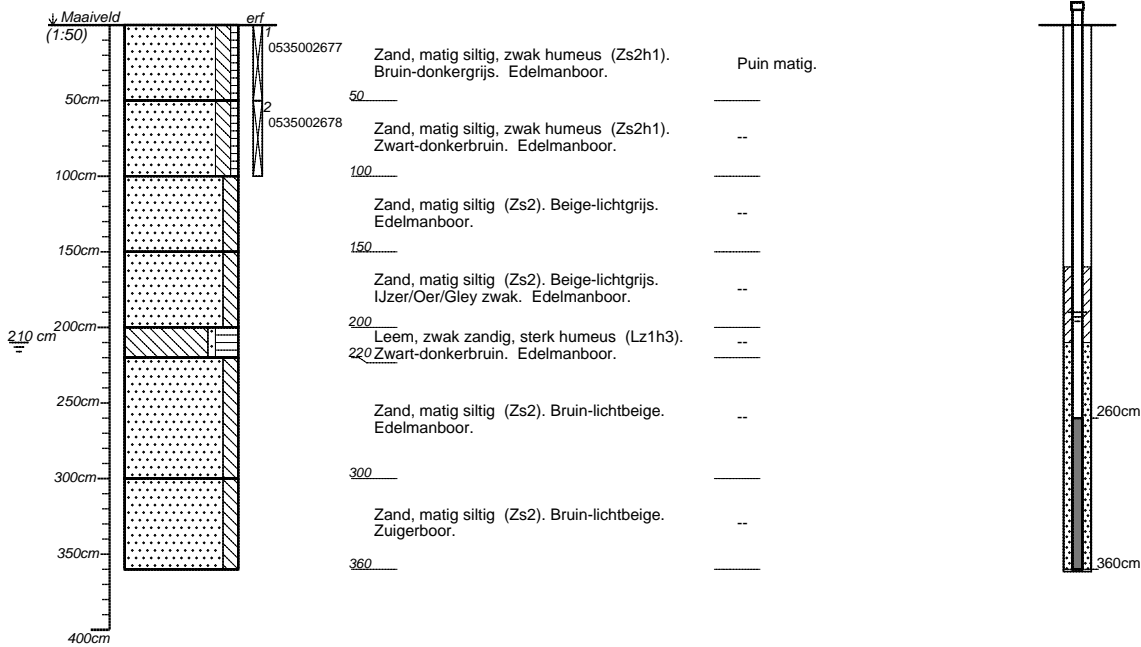 Maaiveld
erf
(1:50)
1
0535002677
Zand, matig siltig, zwak humeus (Zs2h1).
Bruin-donkergrijs. Edelmanboor.
Puin matig.
50cm
2
50
0535002678
Zand, matig siltig, zwak humeus (Zs2h1).
Zwart-donkerbruin. Edelmanboor.
--
100cm
100
Zand, matig siltig (Zs2). Beige-lichtgrijs.
Edelmanboor.
--
150cm
150
Zand, matig siltig (Zs2). Beige-lichtgrijs.
IJzer/Oer/Gley zwak. Edelmanboor.
--
200cm
200
210 cm
Leem, zwak zandig, sterk humeus (Lz1h3).
Zwart-donkerbruin. Edelmanboor.
--
220
250cm
Zand, matig siltig (Zs2). Bruin-lichtbeige.
Edelmanboor.
--
260cm
300cm
300
Zand, matig siltig (Zs2). Bruin-lichtbeige.
Zuigerboor.
--
350cm
360
360cm
400cm